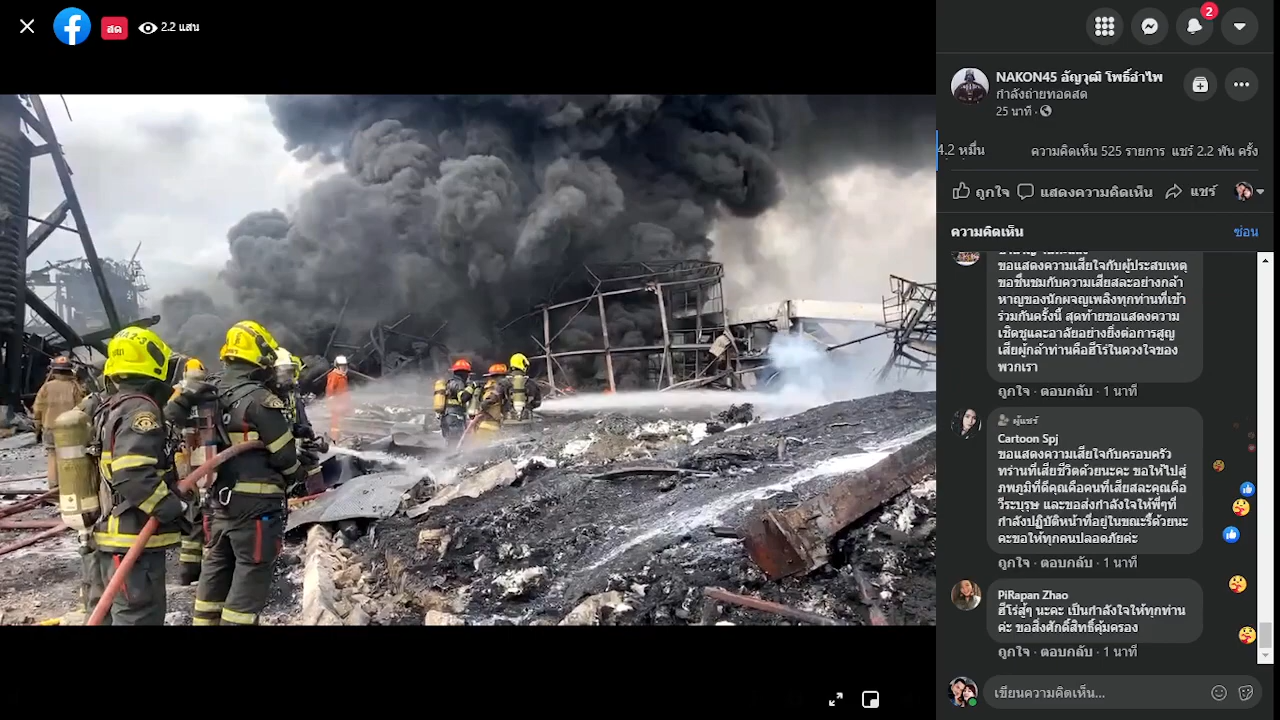 สด
2.2 แสน
2
NAKON45 อัญวุฒิ โพธิ์อำไพ
กำลังถ่ายทอดสด
25 นาที
4.2 หมื่น
ความคิดเห็น 525 รายการ แชร์ 2.2 พัน ครั้ง
ถูกใจ
แสดงความคิดเห็น
แชร์
ความคิดเห็น
ซ่อน
ขอแสดงความเสียใจกับผู้ประสบเหตุ
ขอชื่นชมกับความเสียสละอย่างกล้า
หาญของนักพจญเพลิงทุกท่านที่เข้า
ร่วมกันครั้งนี้ สุดท้ายขอแสดงความ
เชิดชูและอาลัยอย่างยิ่งต่อการสูญ
เสียผู้กล้าท่านคือฮีโร่ในดวงใจของ
พวกเรา
ถูกใจ · ตอบกลับ · 1 นาที
ผู้แชร์
Cartoon Spj
ขอแสดงความเสียใจกับครอบครัว
ทร่านที่เสียชีวิตด้วยนะคะ ขอให้ไปสู่
ภพภูมิที่ดีคุณคือคนที่เสียสละคุณคือ
วีระบุรุษ และขอส่งกำลังใจให้พี่ๆที่
กำลังปฏิบัติหน้าที่อยู่ในขณะรี้ด้วยนะ
คะขอให้ทุกคนปลอดภัยค่ะ
ถูกใจ · ตอบกลับ · 1 นาที
PiRapan Zhao
ฮีโร่สู้ๆ นะคะ เป็นกำลังใจให้ทุกท่าน
ค่ะ ขอสิ่งศักดิ์สิทธิ์คุ้มครอง
ถูกใจ · ตอบกลับ · 1 นาที
เขียนความคิดเห็น...